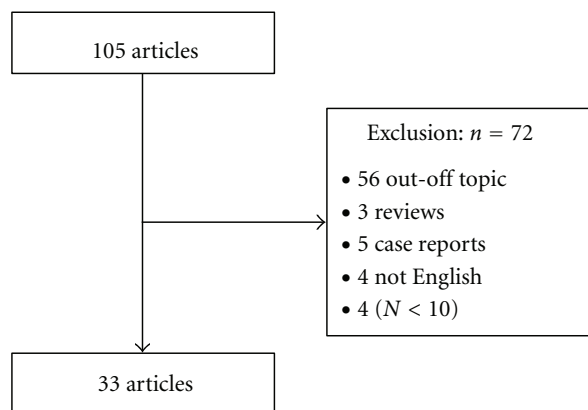 105 articles
Exclusion: n = 72
• 56 out-off topic
• 3 reviews
• 5 case reports
• 4 not English
• 4 (N < 10)
33 articles